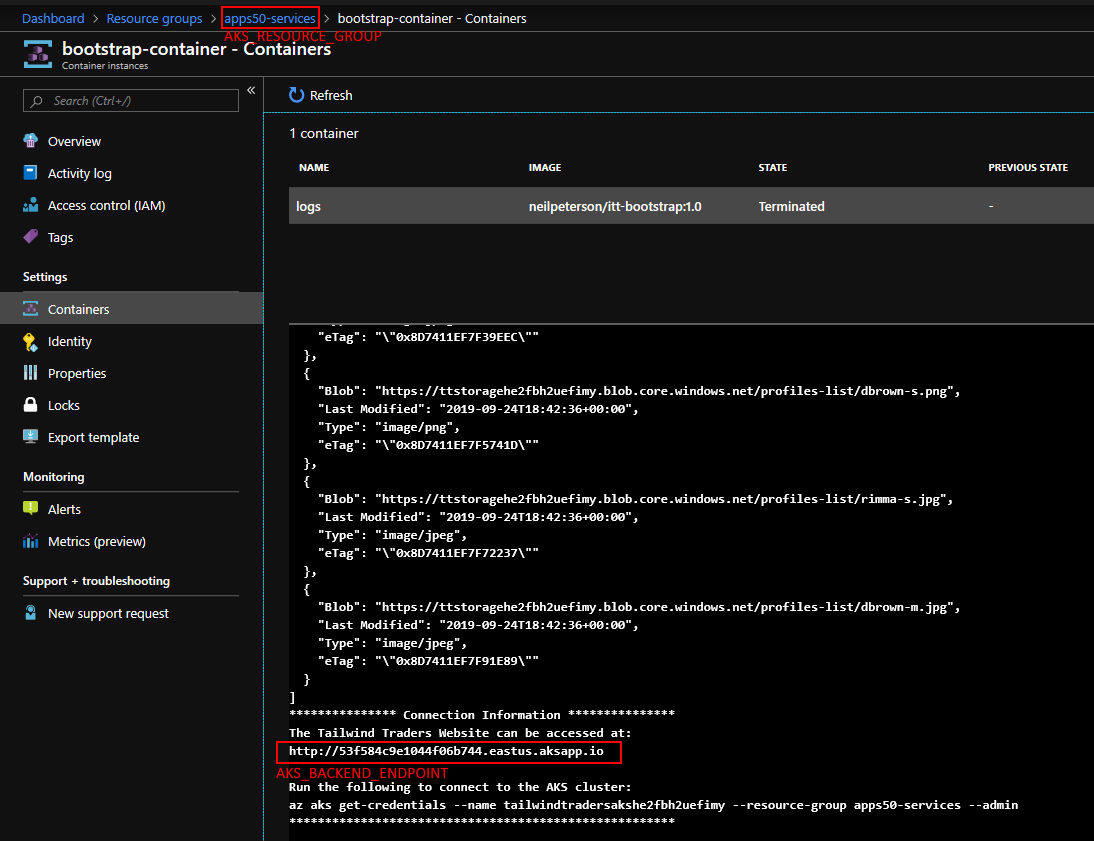 Dashboard > Resource groups > apps50-services > bootstrap-container - Containers
AKS_RESOURCE_GROUP
bootstrap-container - Containers
Container instances
Search (Ctrl+/)
«
Overview
Activity log
Access control (IAM)
Tags
Settings
Containers
Identity
Properties
Locks
Export template
Monitoring
Alerts
Metrics (preview)
Support + troubleshooting
New support request
Refresh
1 container
NAME IMAGE STATE PREVIOUS STATE
logs neilpeterson/itt-bootstrap:1.0 Terminated -
"eTag": "\"0x8D7411EF7F39EEC\""
},
{
"Blob": "https://ttstoragehe2fbh2uefimy.blob.core.windows.net/profiles-list/dbrown-s.png",
"Last Modified": "2019-09-24T18:42:36+00:00",
"Type": "image/png",
"eTag": "\"0x8D7411EF7F5741D\""
},
{
"Blob": "https://ttstoragehe2fbh2uefimy.blob.core.windows.net/profiles-list/rimma-s.jpg",
"Last Modified": "2019-09-24T18:42:36+00:00",
"Type": "image/jpeg",
"eTag": "\"0x8D7411EF7F72237\""
},
{
"Blob": "https://ttstoragehe2fbh2uefimy.blob.core.windows.net/profiles-list/dbrown-m.jpg",
"Last Modified": "2019-09-24T18:42:36+00:00",
"Type": "image/jpeg",
"eTag": "\"0x8D7411EF7F91E89\""
}
]
*************** Connection Information ***************
The Tailwind Traders Website can be accessed at:
http://53f584c9e1044f06b744.eastus.aksapp.io
AKS_BACKEND_ENDPOINT
Run the following to connect to the AKS cluster:
az aks get-credentials --name tailwindtradersakshe2fbh2uefimy --resource-group apps50-services --admin
******************************************************